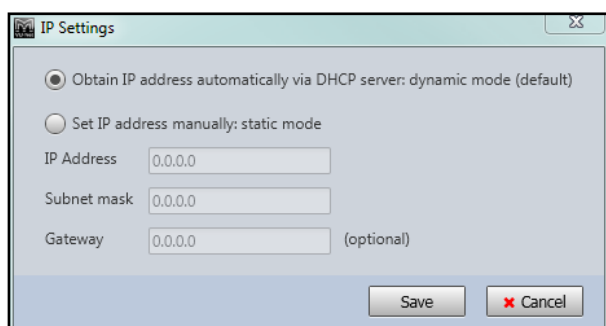 IP Settings
Obtain IP address automatically via DHCP server: dynamic mode (default)
Set IP address manually: static mode
IP Address 0.0.0.0
Subnet mask 0.0.0.0
Gateway 0.0.0.0 (optional)
Save Cancel